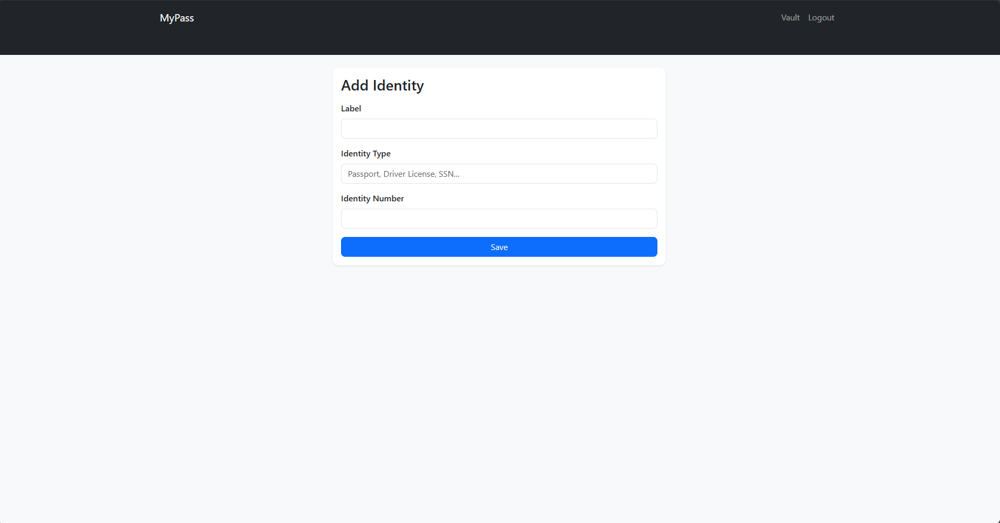 MyPass
Vault Logout
Add Identity
Label
Identity Type
Passport, Driver License, SSN...
Identity Number
Save